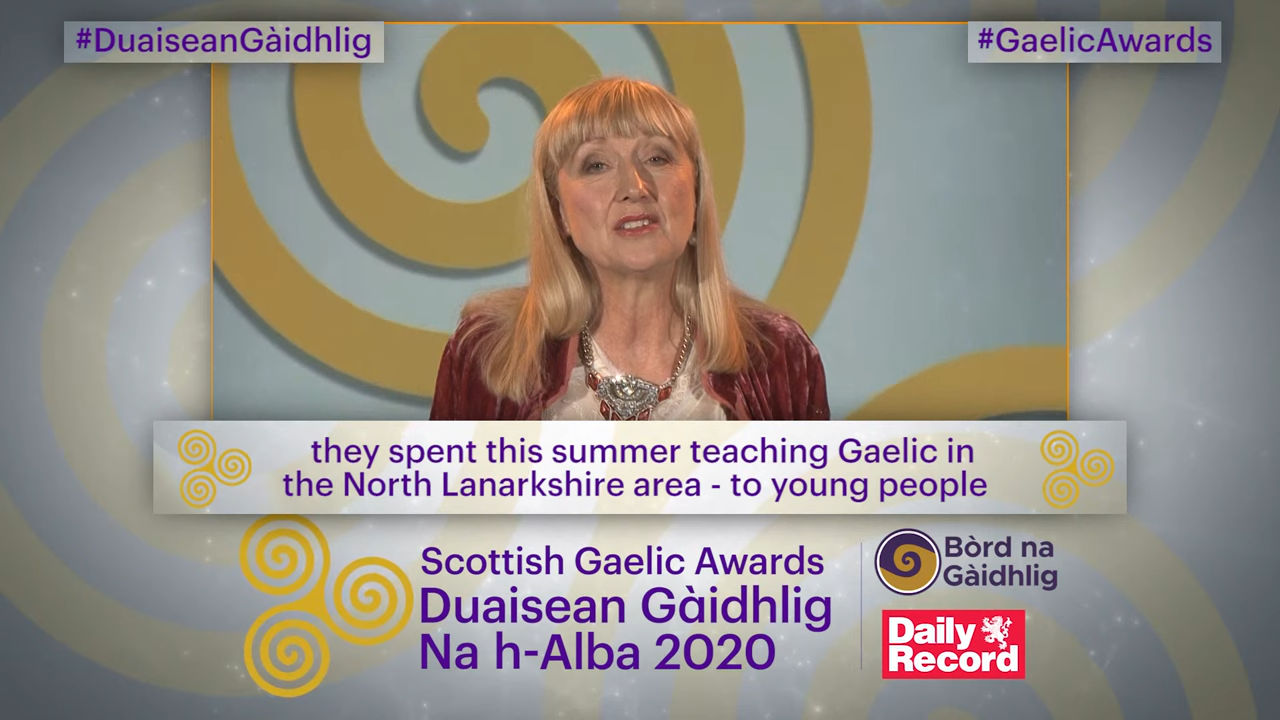 #DuaiseanGàidhlig
#GaelicAwards
they spent this summer teaching Gaelic in
the North Lanarkshire area - to young people
Scottish Gaelic Awards
Duaisean Gàidhlig
Na h-Alba 2020
Bòrd na
Gàidhlig
Daily
Record